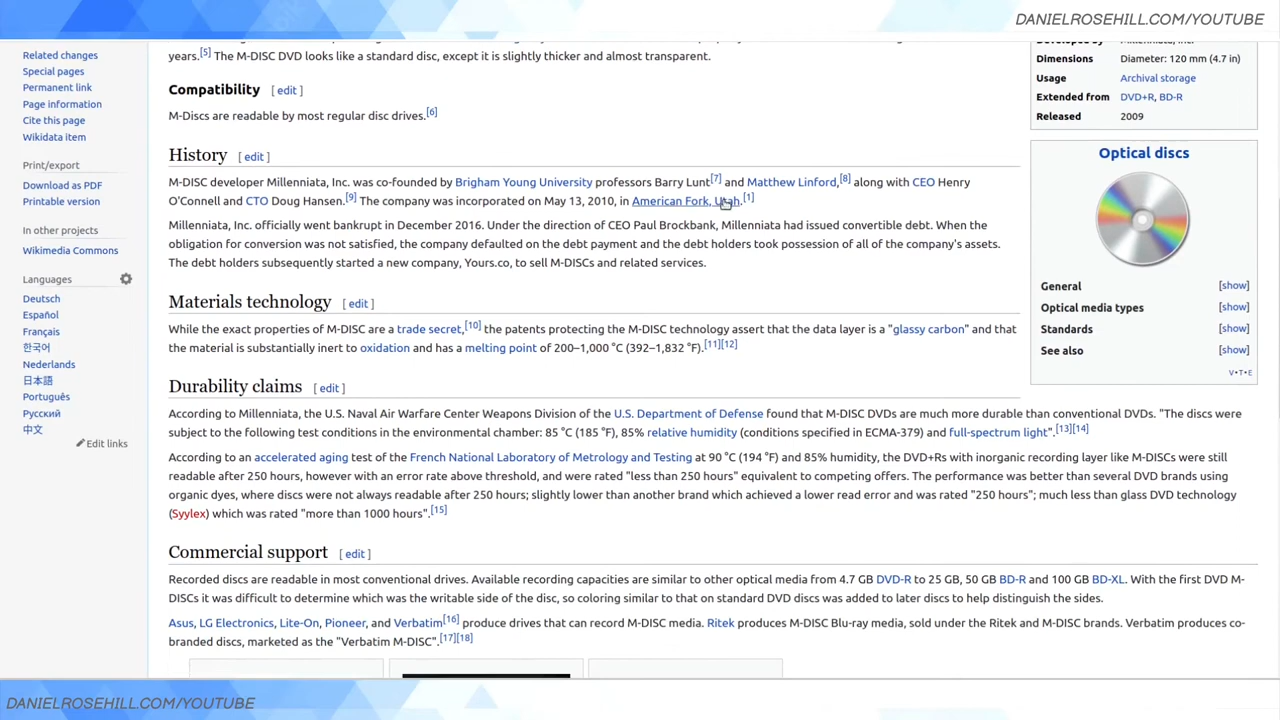 DANIELROSEHILL.COM/YOUTUBE
Related changes
Special pages
Permanent link
Page information
Cite this page
Wikidata item
Print/export
Download as PDF
Printable version
In other projects
Wikimedia Commons
Languages
Deutsch
Español
Français
한국어
Nederlands
日本語
Português
Русский
中文
Edit links
years.[5] The M-DISC DVD looks like a standard disc, except it is slightly thicker and almost transparent.
Compatibility [ edit ]
M-Discs are readable by most regular disc drives.[6]
History [ edit ]
M-DISC developer Millenniata, Inc. was co-founded by Brigham Young University professors Barry Lunt[7] and Matthew Linford,[8] along with CEO Henry
O'Connell and CTO Doug Hansen.[9] The company was incorporated on May 13, 2010, in American Fork, Utah.[1]
Millenniata, Inc. officially went bankrupt in December 2016. Under the direction of CEO Paul Brockbank, Millenniata had issued convertible debt. When the
obligation for conversion was not satisfied, the company defaulted on the debt payment and the debt holders took possession of all of the company's assets.
The debt holders subsequently started a new company, Yours.co, to sell M-DISCs and related services.
Materials technology [ edit ]
While the exact properties of M-DISC are a trade secret,[10] the patents protecting the M-DISC technology assert that the data layer is a "glassy carbon" and that
the material is substantially inert to oxidation and has a melting point of 200–1,000 °C (392–1,832 °F).[11][12]
Durability claims [ edit ]
According to Millenniata, the U.S. Naval Air Warfare Center Weapons Division of the U.S. Department of Defense found that M-DISC DVDs are much more durable than conventional DVDs. "The discs were
subject to the following test conditions in the environmental chamber: 85 °C (185 °F), 85% relative humidity (conditions specified in ECMA-379) and full-spectrum light".[13][14]
According to an accelerated aging test of the French National Laboratory of Metrology and Testing at 90 °C (194 °F) and 85% humidity, the DVD+Rs with inorganic recording layer like M-DISCs were still
readable after 250 hours, however with an error rate above threshold, and were rated "less than 250 hours" equivalent to competing offers. The performance was better than several DVD brands using
organic dyes, where discs were not always readable after 250 hours; slightly lower than another brand which achieved a lower read error and was rated "250 hours"; much less than glass DVD technology
(Syylex) which was rated "more than 1000 hours".[15]
Commercial support [ edit ]
Recorded discs are readable in most conventional drives. Available recording capacities are similar to other optical media from 4.7 GB DVD-R to 25 GB, 50 GB BD-R and 100 GB BD-XL. With the first DVD M-
DISCs it was difficult to determine which was the writable side of the disc, so coloring similar to that on standard DVD discs was added to later discs to help distinguish the sides.
Asus, LG Electronics, Lite-On, Pioneer, and Verbatim[16] produce drives that can record M-DISC media. Ritek produces M-DISC Blu-ray media, sold under the Ritek and M-DISC brands. Verbatim produces co-
branded discs, marketed as the "Verbatim M-DISC".[17][18]
Dimensions Diameter: 120 mm (4.7 in)
Usage Archival storage
Extended from DVD+R, BD-R
Released 2009
Optical discs
General [show]
Optical media types [show]
Standards [show]
See also [show]
V•T•E
DANIELROSEHILL.COM/YOUTUBE